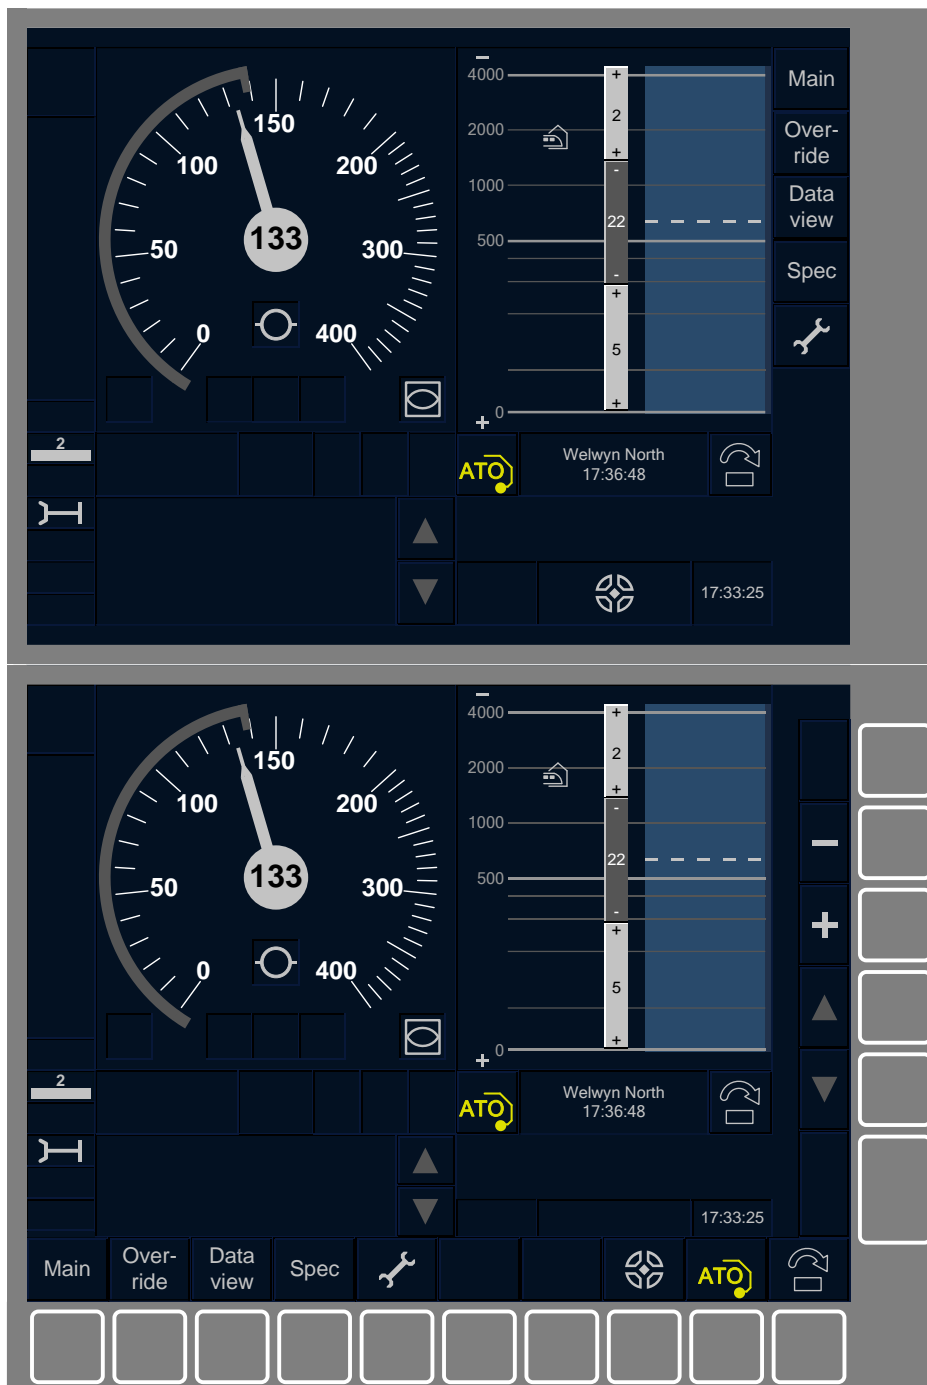 4000
2000
1000
500
0
+
2
+
-
22
-
+
5
+
Main
Over-
ride
Data
view
Spec
0
50
100
150
200
300
400
133
2
ATO
Welwyn North
17:36:48
17:33:25
4000
2000
1000
500
0
+
2
+
-
22
-
+
5
+
0
50
100
150
200
300
400
133
2
ATO
Welwyn North
17:36:48
17:33:25
Main
Over-
ride
Data
view
Spec
ATO